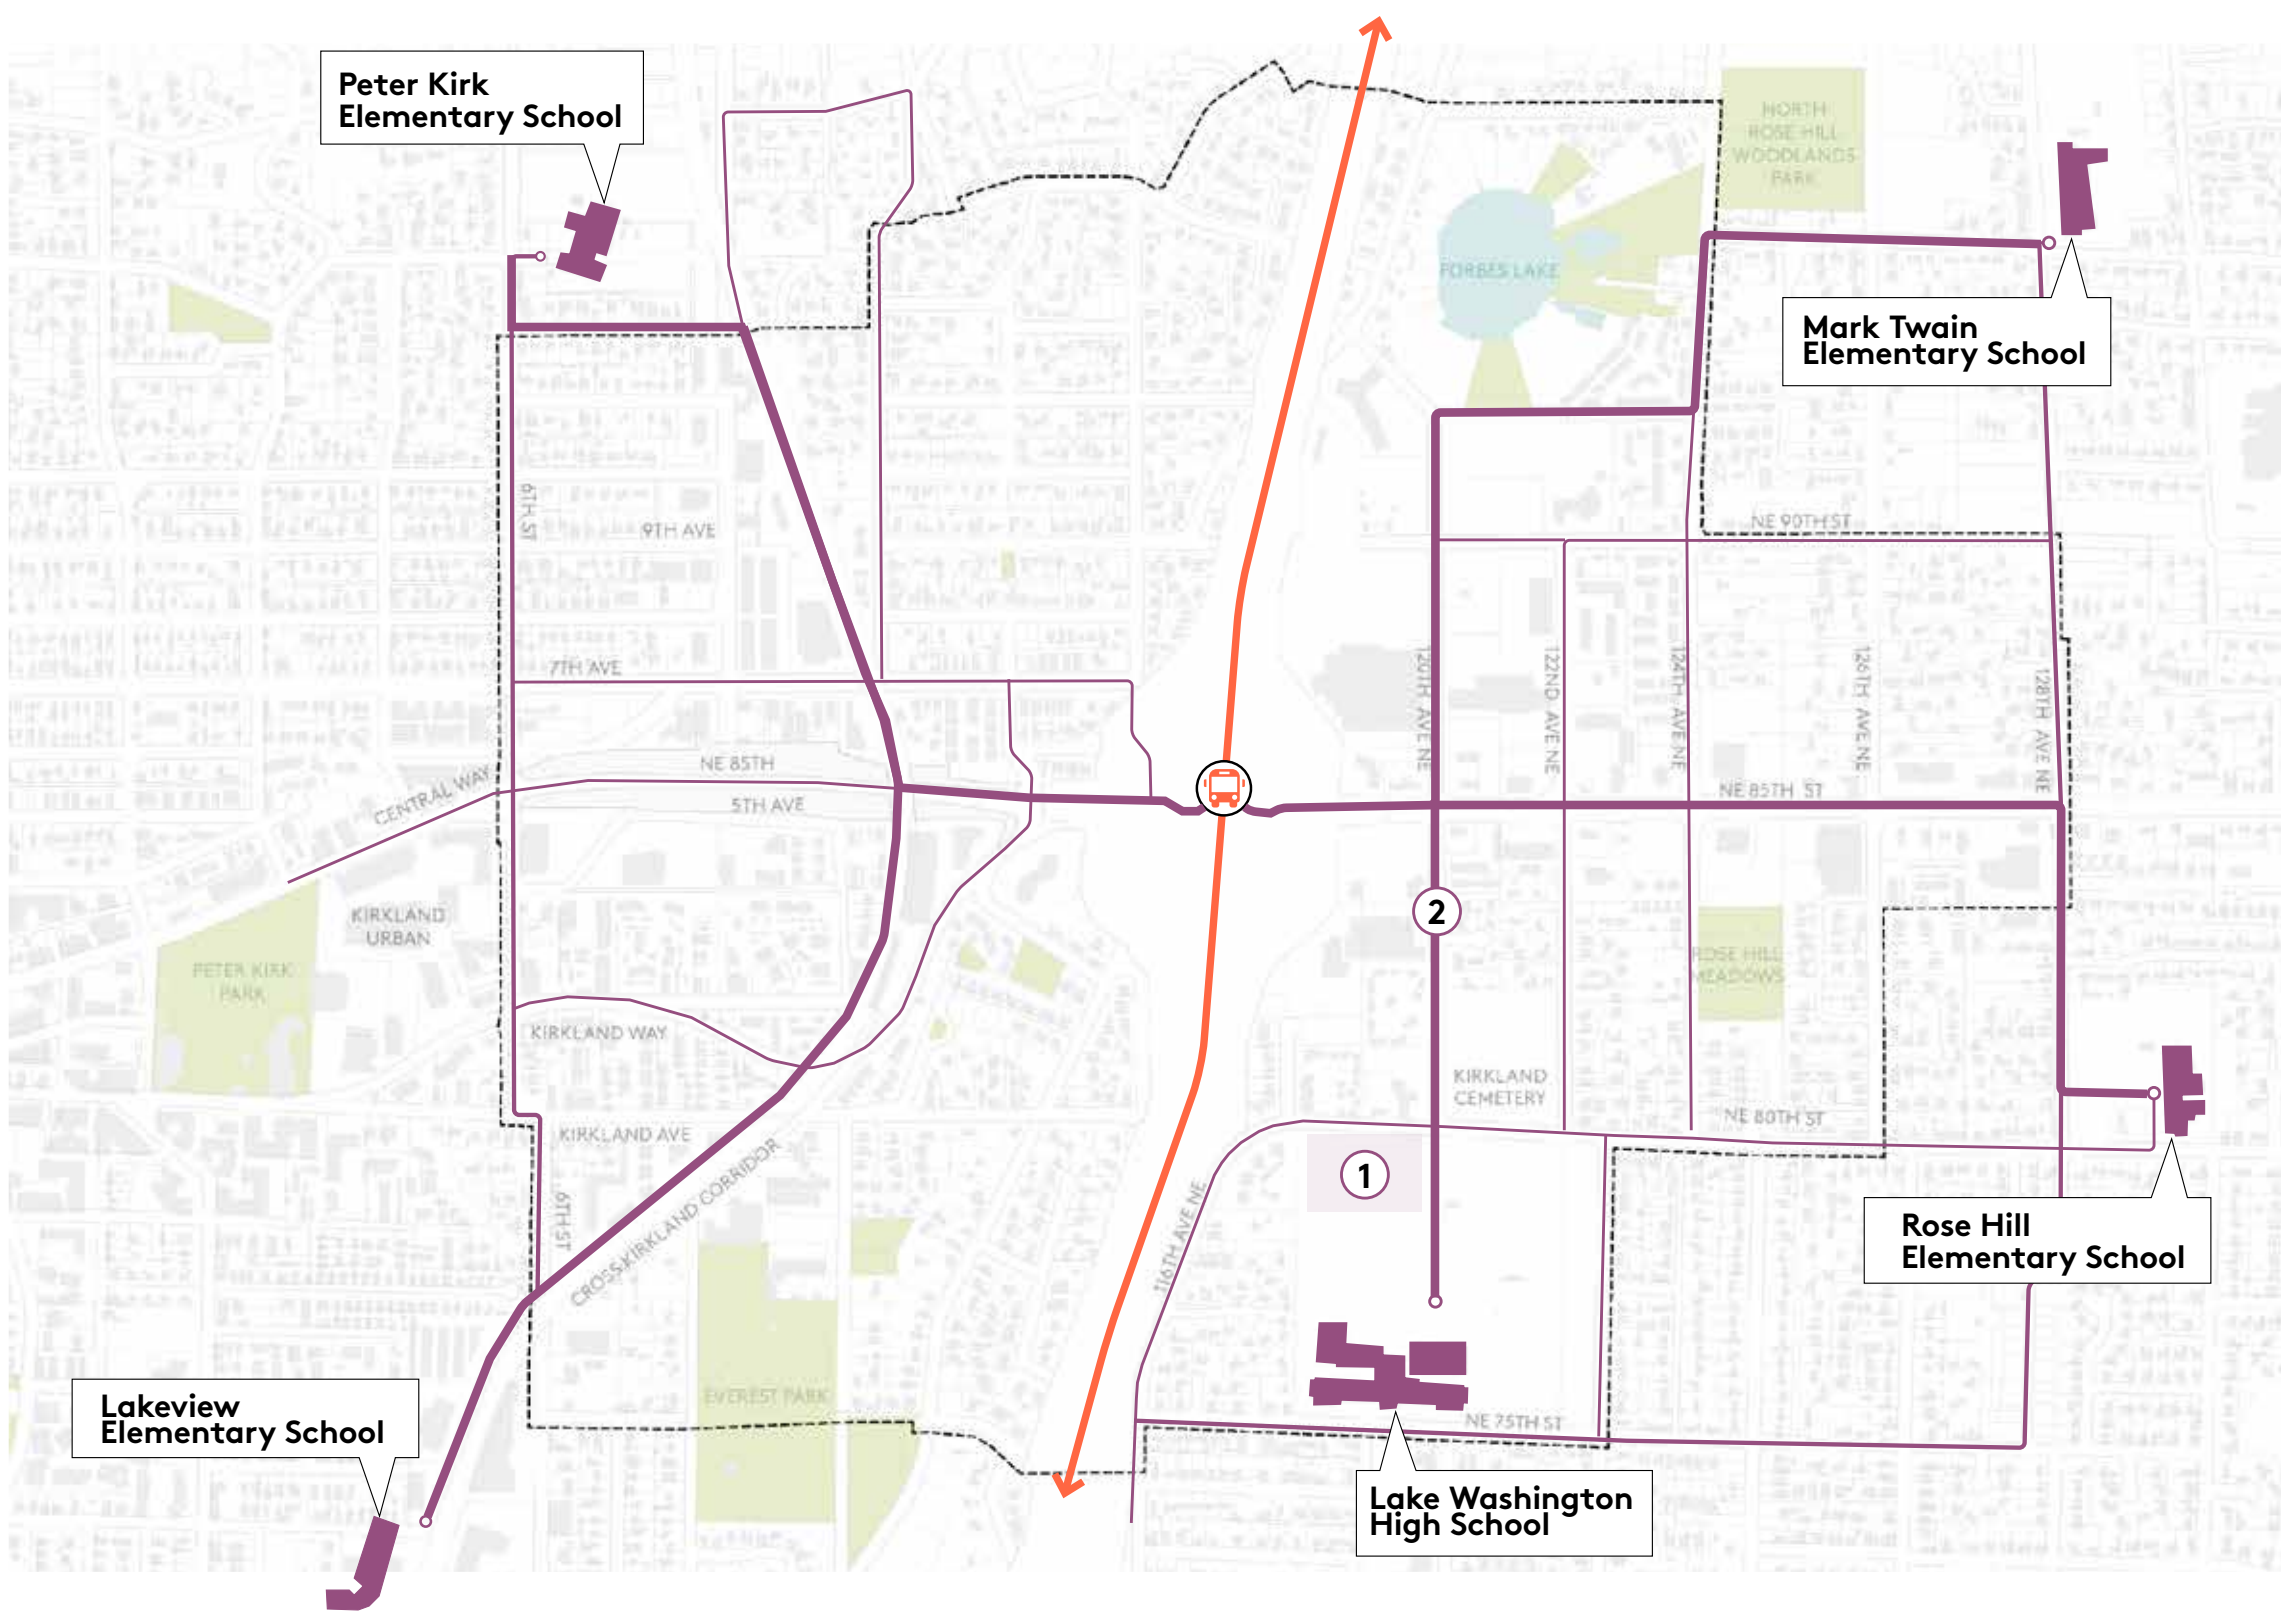 Peter Kirk
Elementary School
NORTH
ROSE HILL
WOODLANDS
PARK
FORBES LAKE
Mark Twain
Elementary School
6TH ST
9TH AVE
NE 90TH ST
7TH AVE
120TH AVE NE
122ND AVE NE
124TH AVE NE
126TH AVE NE
128TH AVE NE
NE 85TH
CENTRAL WAY
5TH AVE
NE 85TH ST
KIRKLAND
URBAN
2
PETER KIRK
PARK
ROSE HILL
MEADOWS
KIRKLAND WAY
KIRKLAND
CEMETERY
KIRKLAND AVE
NE 80TH ST
1
6TH ST
CROSS KIRKLAND CORRIDOR
116TH AVE NE
Rose Hill
Elementary School
EVEREST PARK
Lakeview
Elementary School
NE 75TH ST
Lake Washington
High School